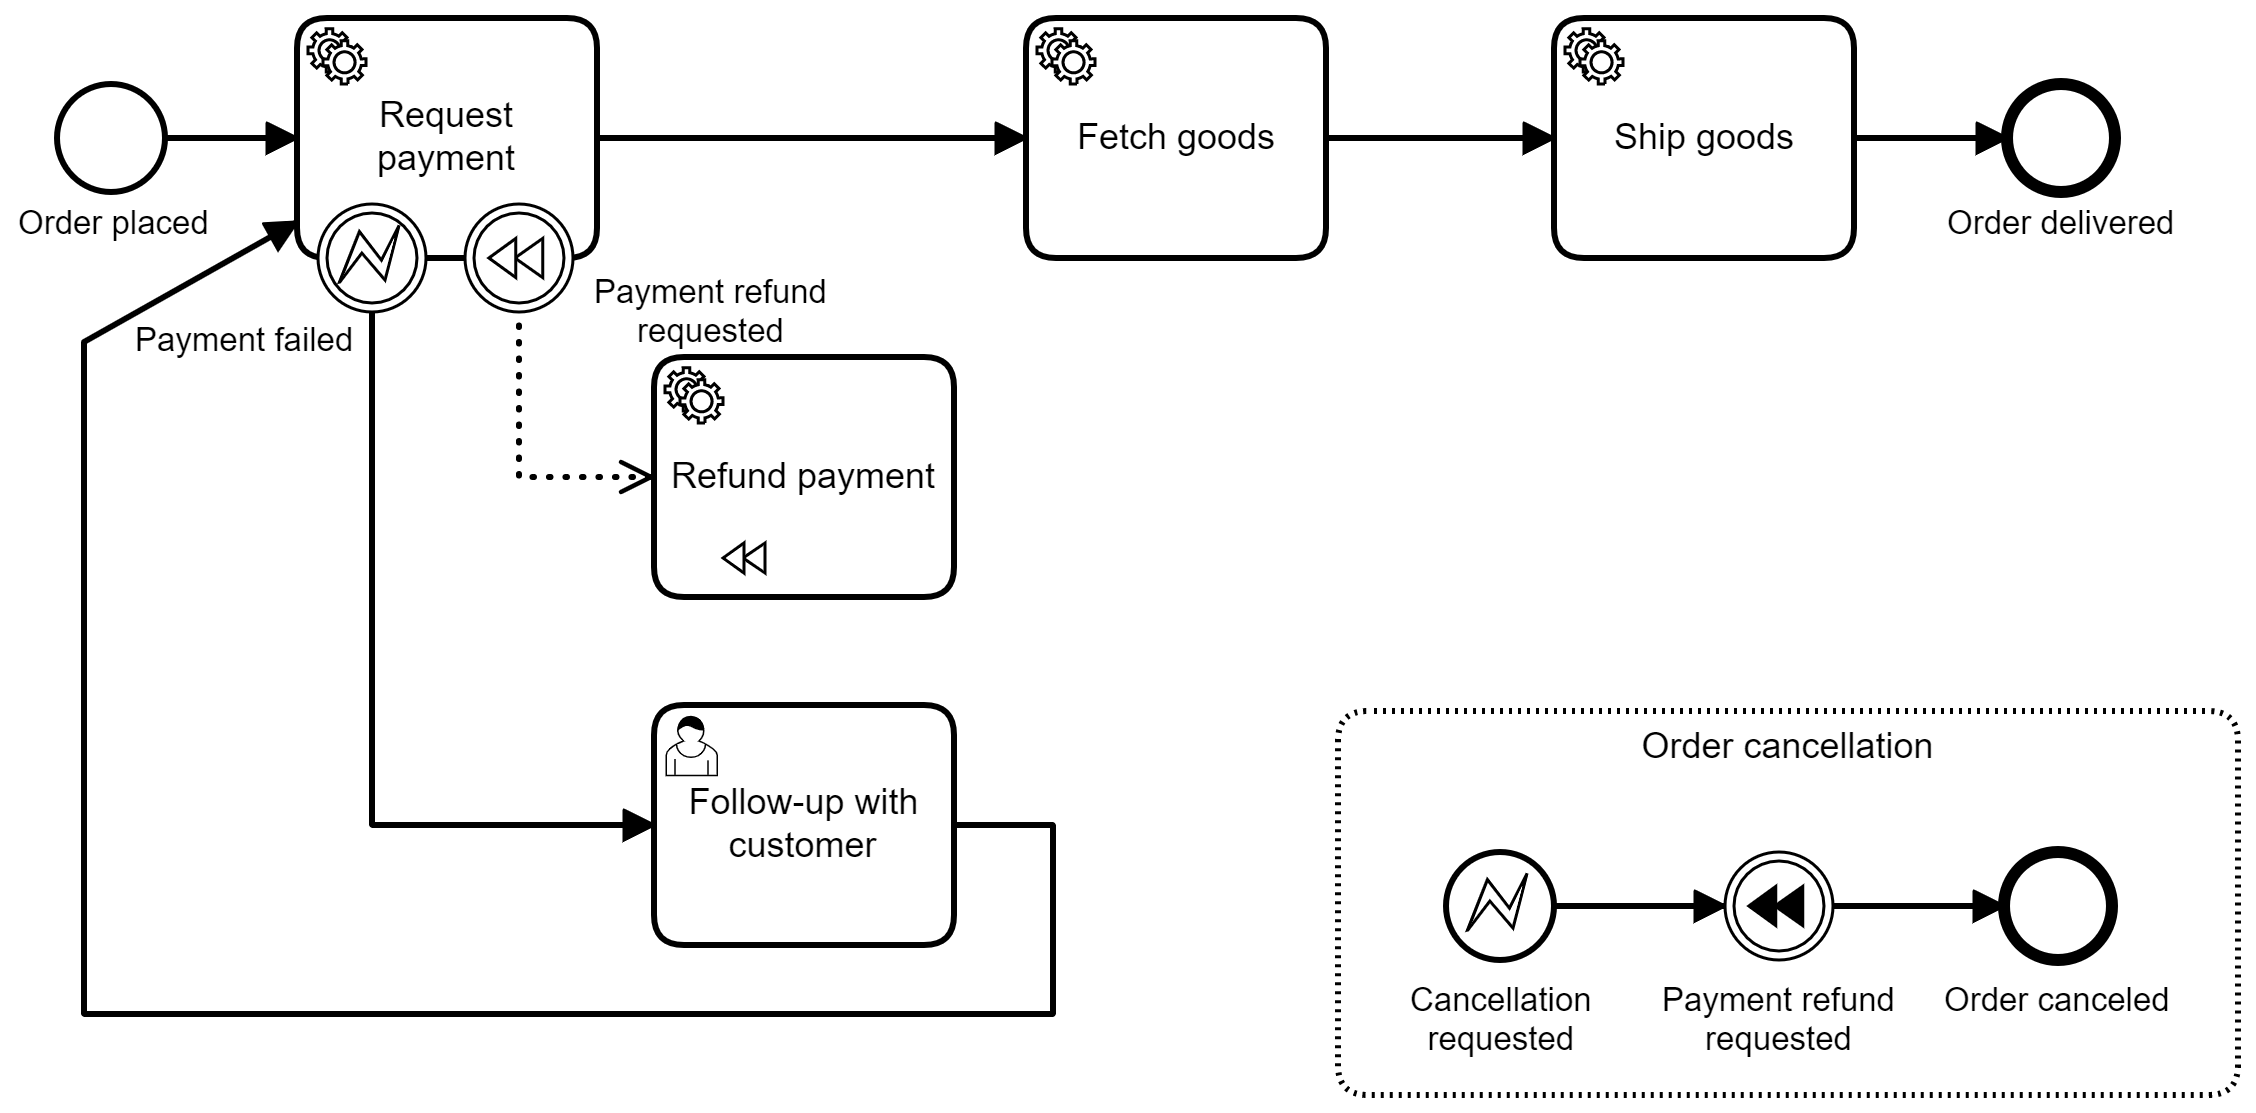 Request
payment
Fetch goods
Ship goods
Order placed
Order delivered
Payment failed
Payment refund
requested
Refund payment
Follow-up with
customer
Order cancellation
Cancellation
requested
Payment refund
requested
Order canceled